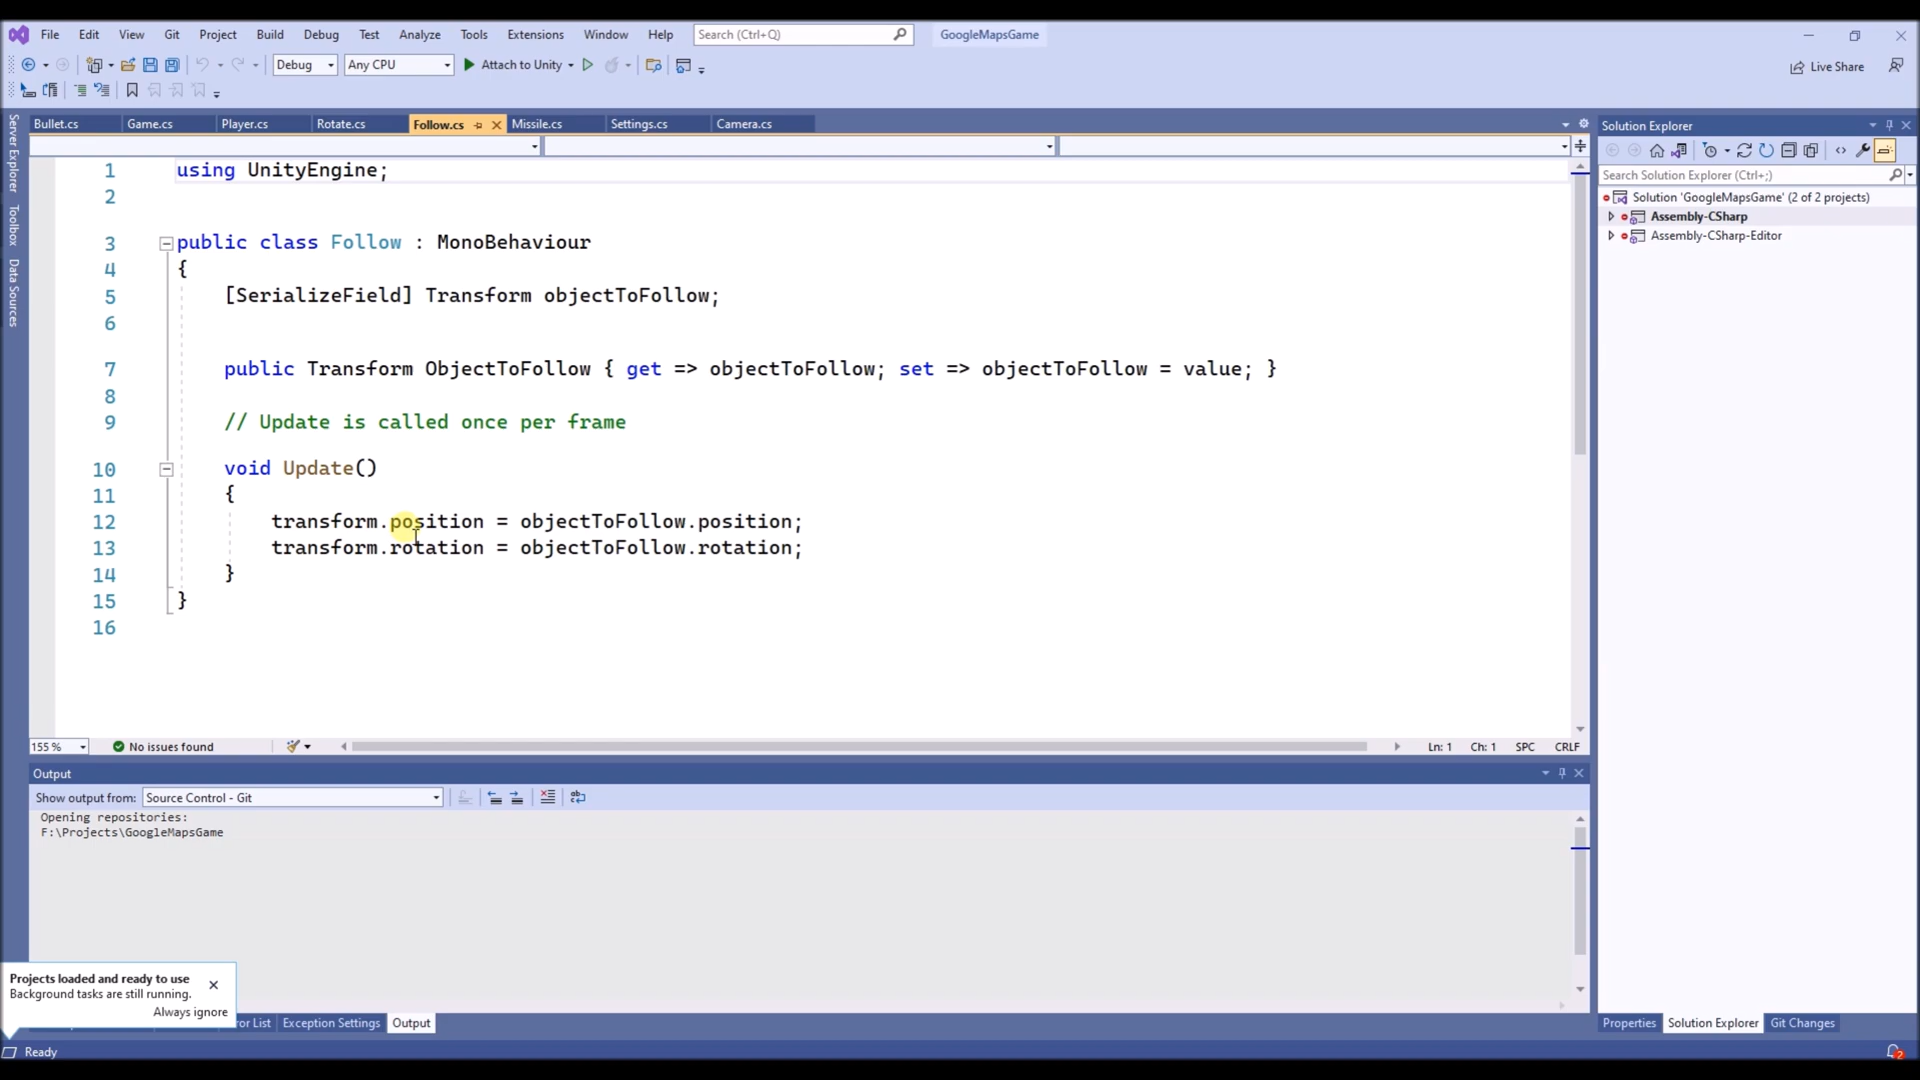 File Edit View Git Project Build Debug Test Analyze Tools Extensions Window Help Search (Ctrl+Q) GoogleMapsGame
Debug Any CPU Attach to Unity Live Share
Bullet.cs Game.cs Player.cs Rotate.cs Follow.cs Missile.cs Settings.cs Camera.cs
Server Explorer
Toolbox
Data Sources
1 using UnityEngine;
2
3 public class Follow : MonoBehaviour
4 {
5 [SerializeField] Transform objectToFollow;
6
7 public Transform ObjectToFollow { get => objectToFollow; set => objectToFollow = value; }
8
9 // Update is called once per frame
10 void Update()
11 {
12 transform.position = objectToFollow.position;
13 transform.rotation = objectToFollow.rotation;
14 }
15 }
16
155 % No issues found Ln: 1 Ch: 1 SPC CRLF
Solution Explorer
Search Solution Explorer (Ctrl+;)
Solution 'GoogleMapsGame' (2 of 2 projects)
Assembly-CSharp
Assembly-CSharp-Editor
Output
Show output from: Source Control - Git
Opening repositories:
F:\Projects\GoogleMapsGame
Projects loaded and ready to use
Background tasks are still running.
Always ignore
List Exception Settings Output
Properties Solution Explorer Git Changes
Ready 2